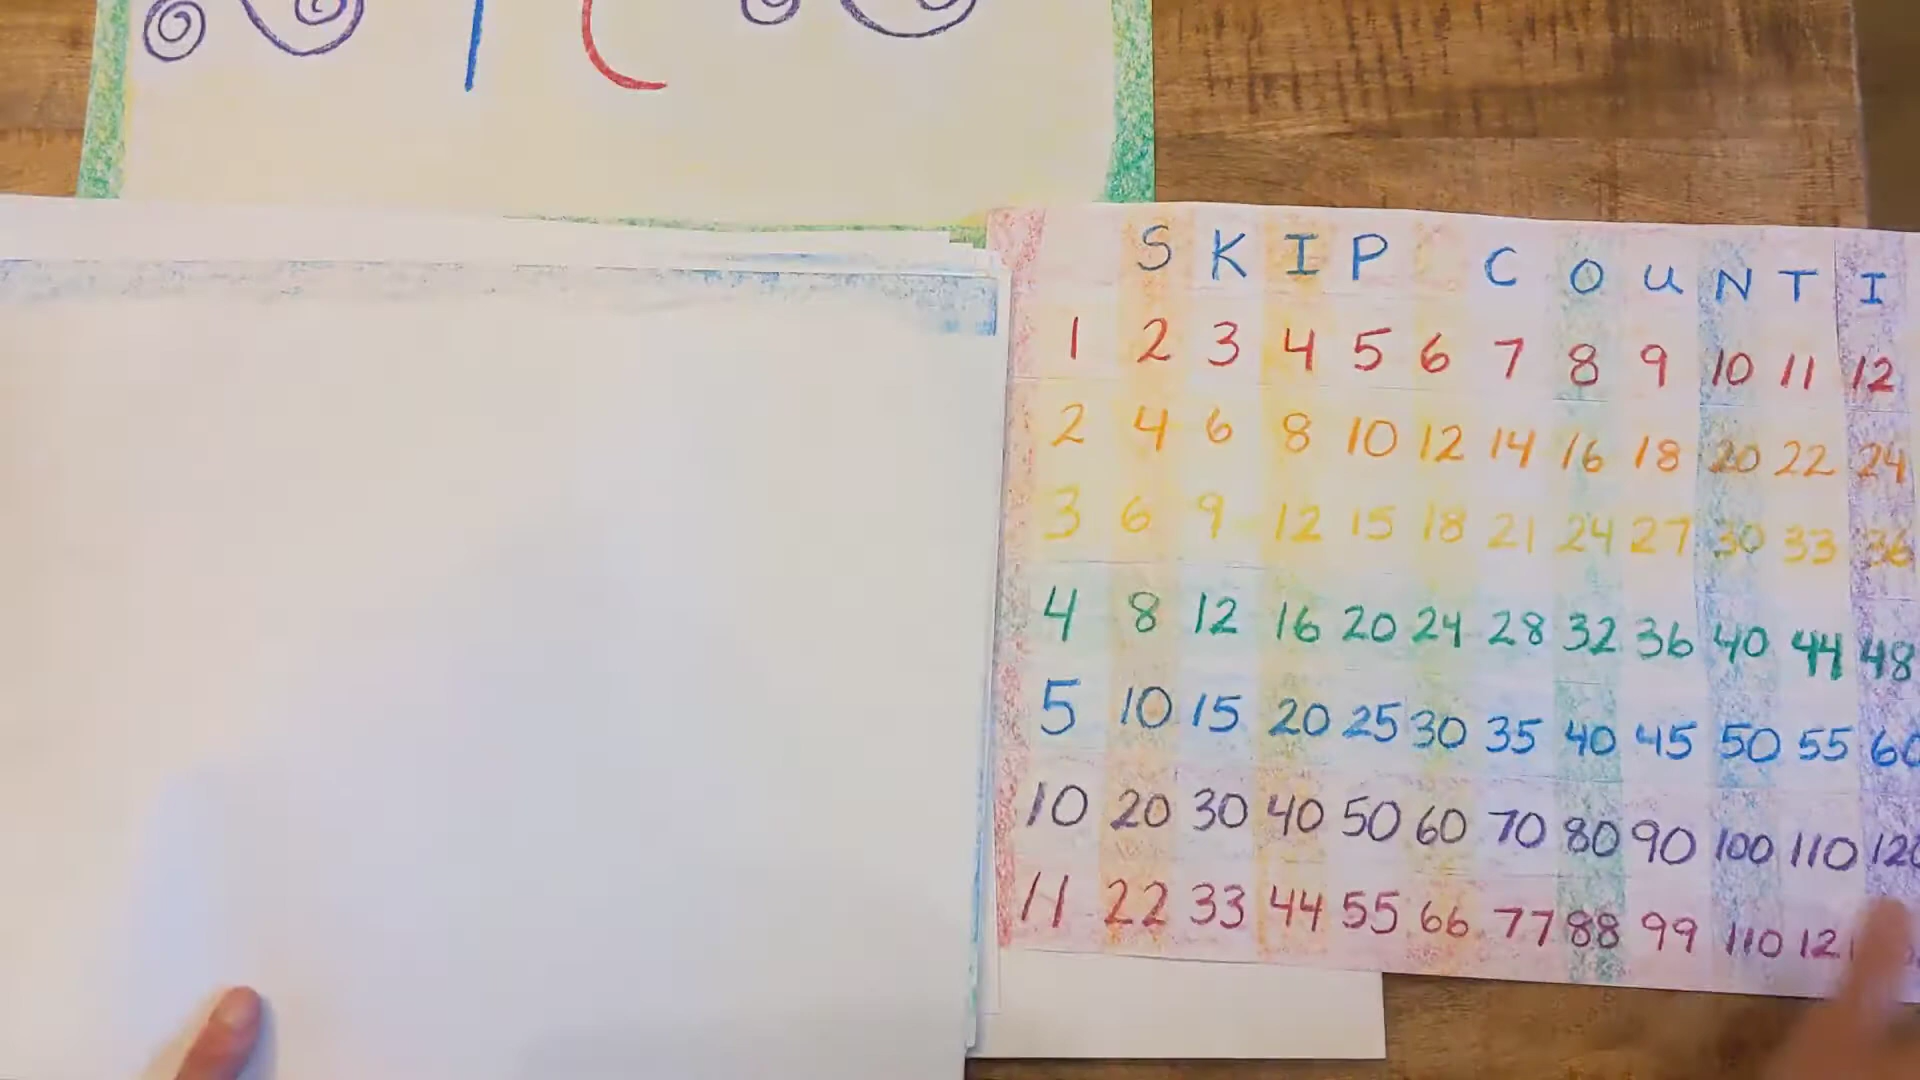 SKIP COUNTI
1 2 3 4 5 6 7 8 9 10 11 12
2 4 6 8 10 12 14 16 18 20 22 24
3 6 9 12 15 18 21 24 27 30 33 36
4 8 12 16 20 24 28 32 36 40 44 48
5 10 15 20 25 30 35 40 45 50 55 60
10 20 30 40 50 60 70 80 90 100 110 120
11 22 33 44 55 66 77 88 99 110 121